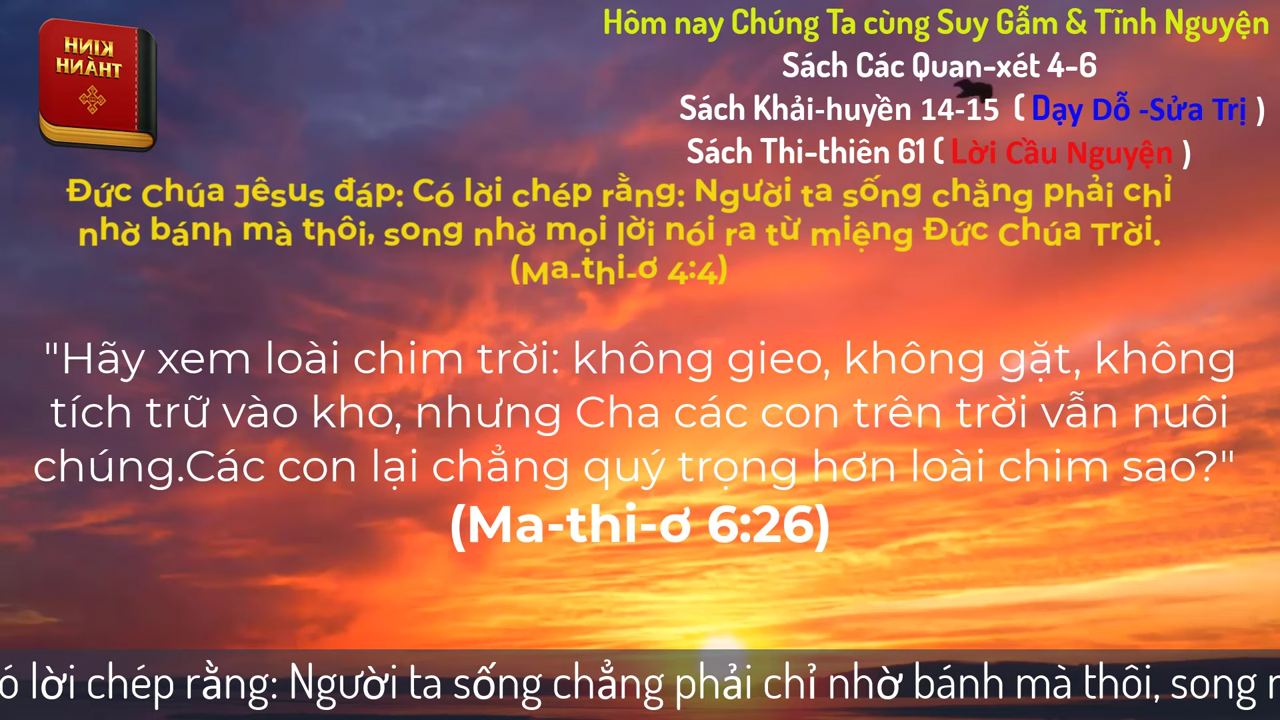 KINH
THÀNH
Hôm nay Chúng Ta cùng Suy Gẫm & Tĩnh Nguyện
Sách Các Quan-xét 4-6
Sách Khải-huyền 14-15 ( Dạy Dỗ -Sửa Trị )
Sách Thi-thiên 61 ( Lời Cầu Nguyện )
Đức Chúa Jêsus đáp: Có lời chép rằng: Người ta sống chẳng phải chỉ
nhờ bánh mà thôi, song nhờ mọi lời nói ra từ miệng Đức Chúa Trời.
(Ma-thi-ơ 4:4)
"Hãy xem loài chim trời: không gieo, không gặt, không
tích trữ vào kho, nhưng Cha các con trên trời vẫn nuôi
chúng.Các con lại chẳng quý trọng hơn loài chim sao?"
(Ma-thi-ơ 6:26)
ó lời chép rằng: Người ta sống chẳng phải chỉ nhờ bánh mà thôi, song